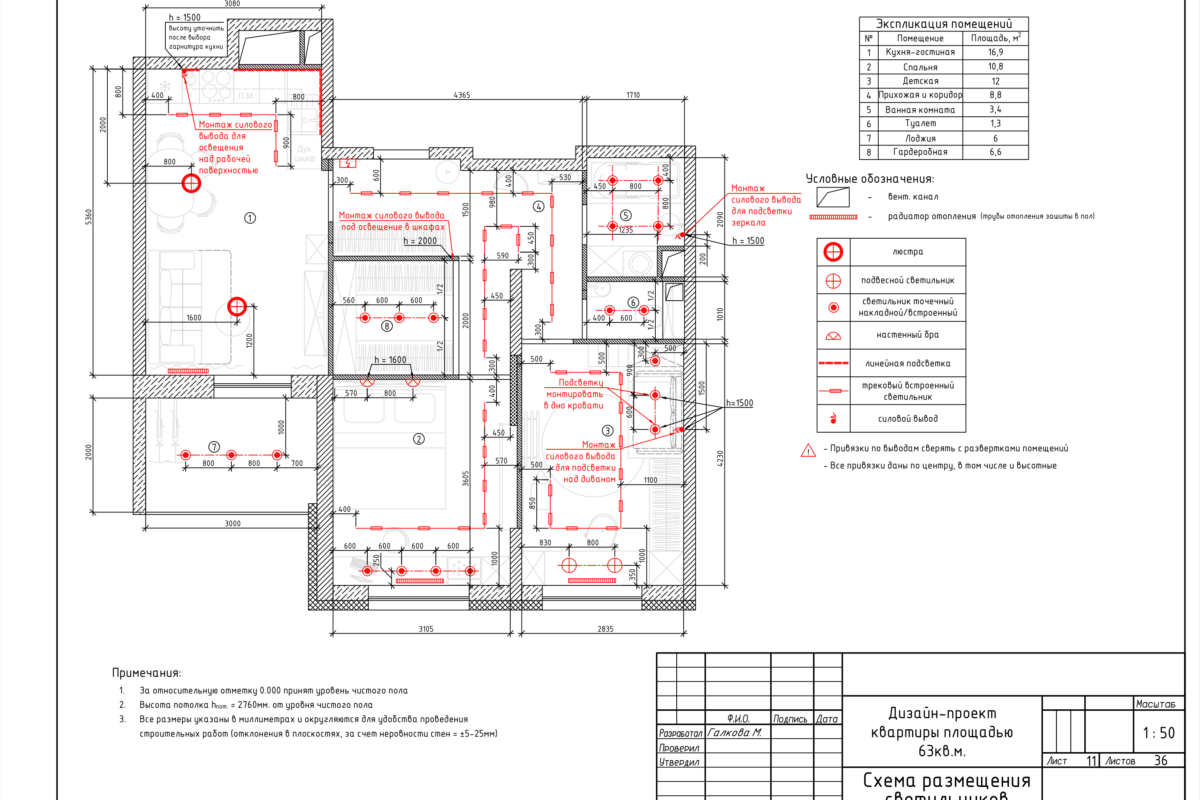 3080
h = 1500
высоту уточнить
после выбора
гарнитура кухни
400
800
800
2000
5360
Монтаж силового
вывода для
освещения
над рабочей
поверхностью
900
П.М.
Дух.
шкаф
800
1
1600
1200
4365
1710
300
600
1500
980
400
530
4
450
300
590
450
Монтаж силового вывода
под освещение в шкафах
h = 2000
560
600
600
8
1/2
1/2
2000
300
300
h = 1600
570
800
400
450
800
400
5
800
1235
2090
200
Монтаж
силового вывода
для подсветки
зеркала
h = 1500
6
1/2
1/2
400
600
1010
500
500
300
500
900
600
1500
h=1500
Подсветку
монтировать
в дно кровати
3
Монтаж
силового вывода
для подсветки
над диваном
4230
1100
500
850
830
800
1000
350
2
450
570
3605
400
600
600
600
600
250
1000
7
1000
800
800
700
2000
3000
3105
2835
Экспликация помещений
№ Помещение Площадь, м²
1 Кухня-гостиная 16,9
2 Спальня 10,8
3 Детская 12
4 Прихожая и коридор 8,8
5 Ванная комната 3,4
6 Туалет 1,3
7 Лоджия 6
8 Гардеробная 6,6
Условные обозначения:
- вент. канал
- радиатор отопления (трубы отопления зашиты в пол)
люстра
подвесной светильник
светильник точечный
накладной/встроенный
настенный бра
линейная подсветка
трековый встроенный
светильник
силовой вывод
! - Привязки по выводам сверять с развертками помещений
- Все привязки даны по центру, в том числе и высотные
Примечания:
1. За относительную отметку 0.000 принят уровень чистого пола
2. Высота потолка hпот. = 2760мм. от уровня чистого пола
3. Все размеры указаны в миллиметрах и округляются для удобства проведения
строительных работ (отклонения в плоскостях, за счет неровности стен = ±5-25мм)
Ф.И.О. Подпись Дата
Разработал Галкова М.
Проверил
Утвердил
Дизайн-проект
квартиры площадью
63кв.м.
Масштаб
1 : 50
Лист 11 Листов 36
Схема размещения
светильников